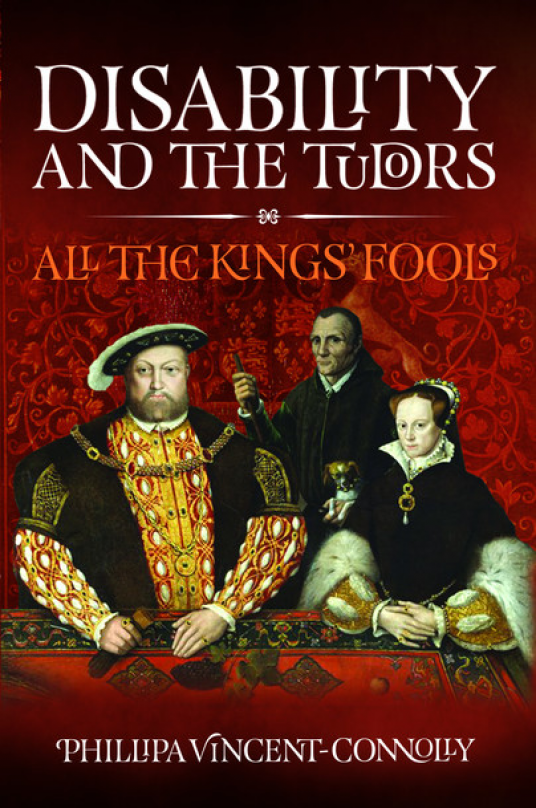 DISABILITY
AND THE TUDORS
ALL THE KINGS' FOOLS
PHILLIPA VINCENT-CONNOLLY